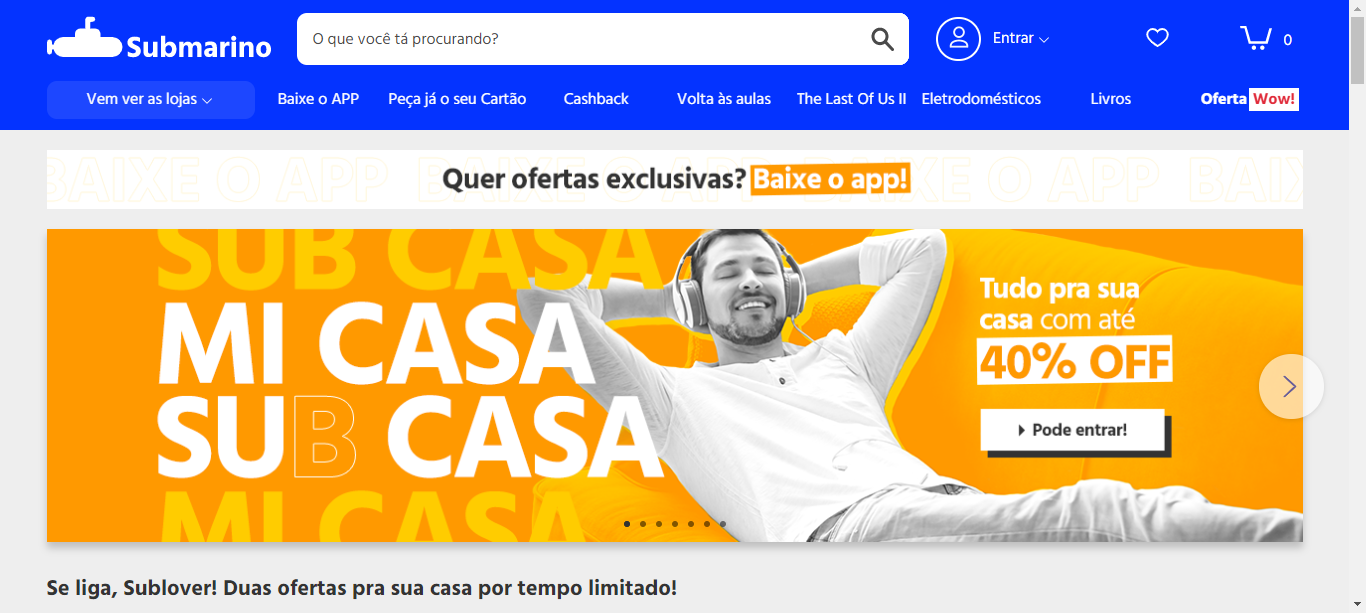 Submarino
O que você tá procurando?
Entrar
0
Vem ver as lojas
Baixe o APP
Peça já o seu Cartão
Cashback
Volta às aulas
The Last Of Us II
Eletrodomésticos
Livros
Oferta Wow!
BAIXE O APP BAIXE O APP BAIXE O APP BAIX
Quer ofertas exclusivas? Baixe o app!
SUB CASA
MI CASA
SUB CASA
MI CASA
Tudo pra sua
casa com até
40% OFF
Pode entrar!
Se liga, Sublover! Duas ofertas pra sua casa por tempo limitado!